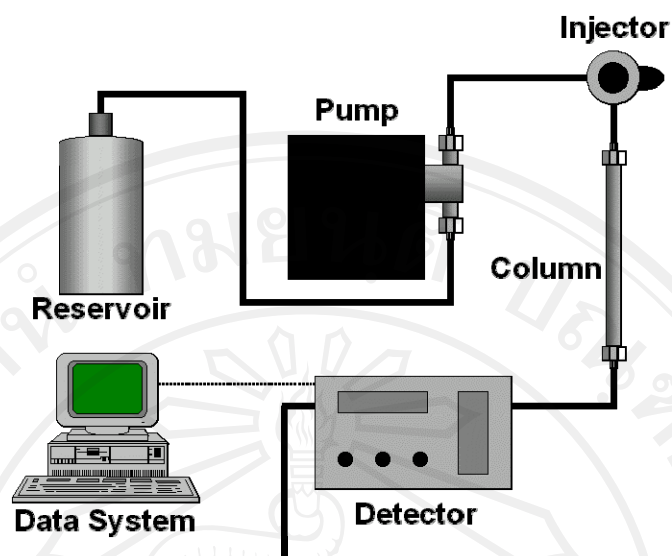 Injector
Pump
Column
Reservoir
Data System
Detector